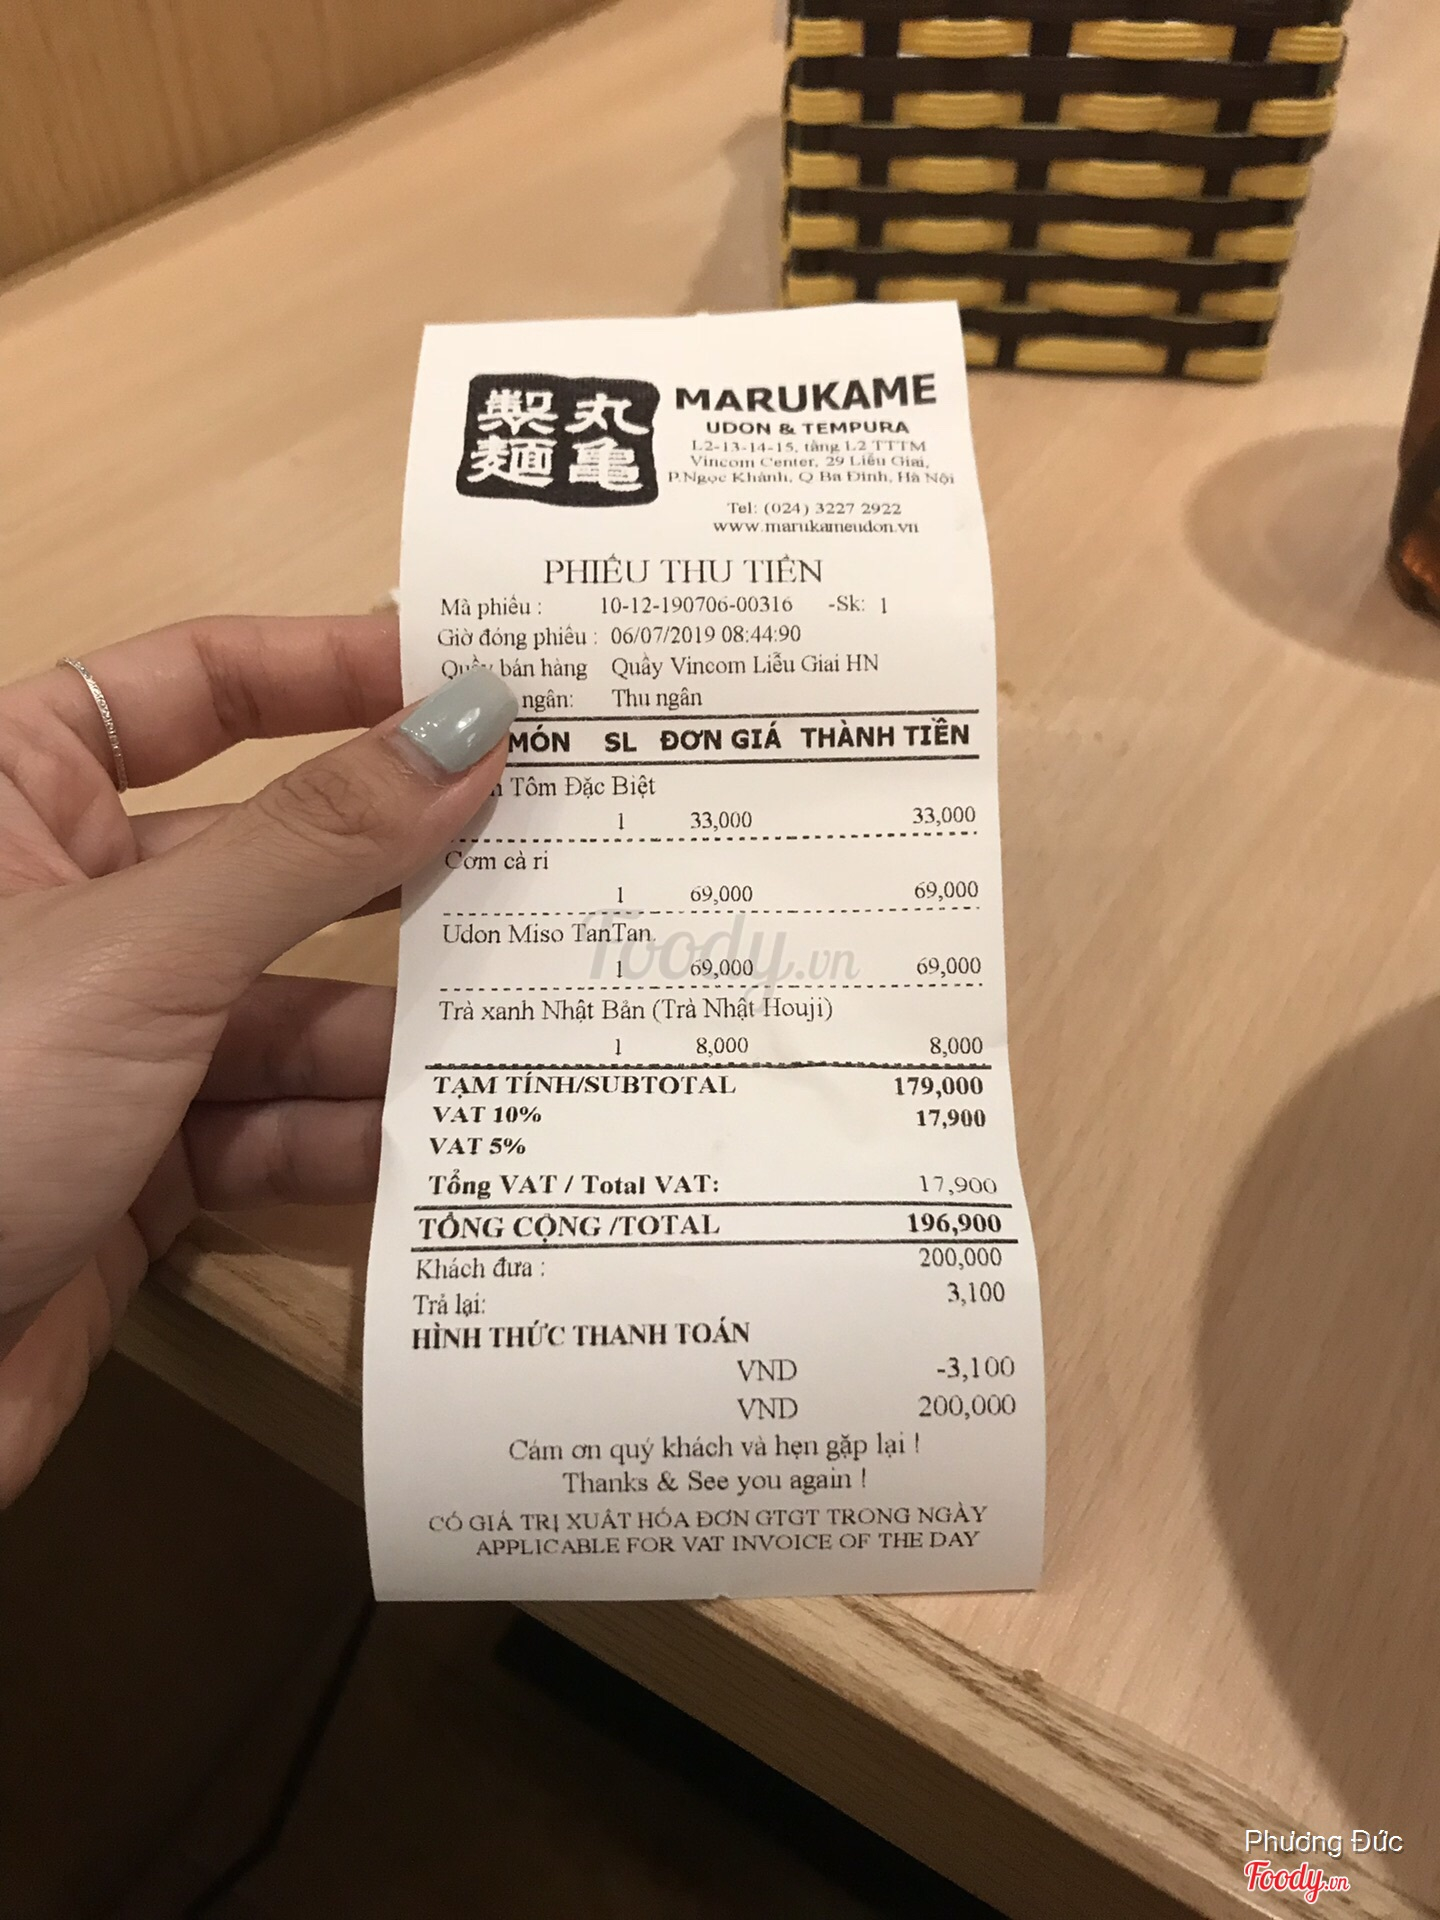 製 丸
麺 亀
MARUKAME
UDON & TEMPURA
L2-13-14-15, tầng L2 TTTM
Vincom Center, 29 Liễu Giai,
P.Ngọc Khánh, Q Ba Đình, Hà Nội
Tel: (024) 3227 2922
www.marukameudon.vn
PHIẾU THU TIỀN
Mã phiếu : 10-12-190706-00316 -Sk: 1
Giờ đóng phiếu : 06/07/2019 08:44:90
Quầy bán hàng Quầy Vincom Liễu Giai HN
ngân: Thu ngân
MÓN SL ĐƠN GIÁ THÀNH TIỀN
Tôm Đặc Biệt
1 33,000 33,000
Cơm cà ri
1 69,000 69,000
Udon Miso TanTan.
1 69,000 69,000
Trà xanh Nhật Bản (Trà Nhật Houji)
1 8,000 8,000
TẠM TÍNH/SUBTOTAL 179,000
VAT 10% 17,900
VAT 5%
Tổng VAT / Total VAT: 17,900
TỔNG CỘNG /TOTAL 196,900
Khách đưa : 200,000
Trả lại: 3,100
HÌNH THỨC THANH TOÁN
VND -3,100
VND 200,000
Cám ơn quý khách và hẹn gặp lại !
Thanks & See you again !
CÓ GIÁ TRỊ XUẤT HÓA ĐƠN GTGT TRONG NGÀY
APPLICABLE FOR VAT INVOICE OF THE DAY
Foody.vn
Phương Đức
Foody.vn